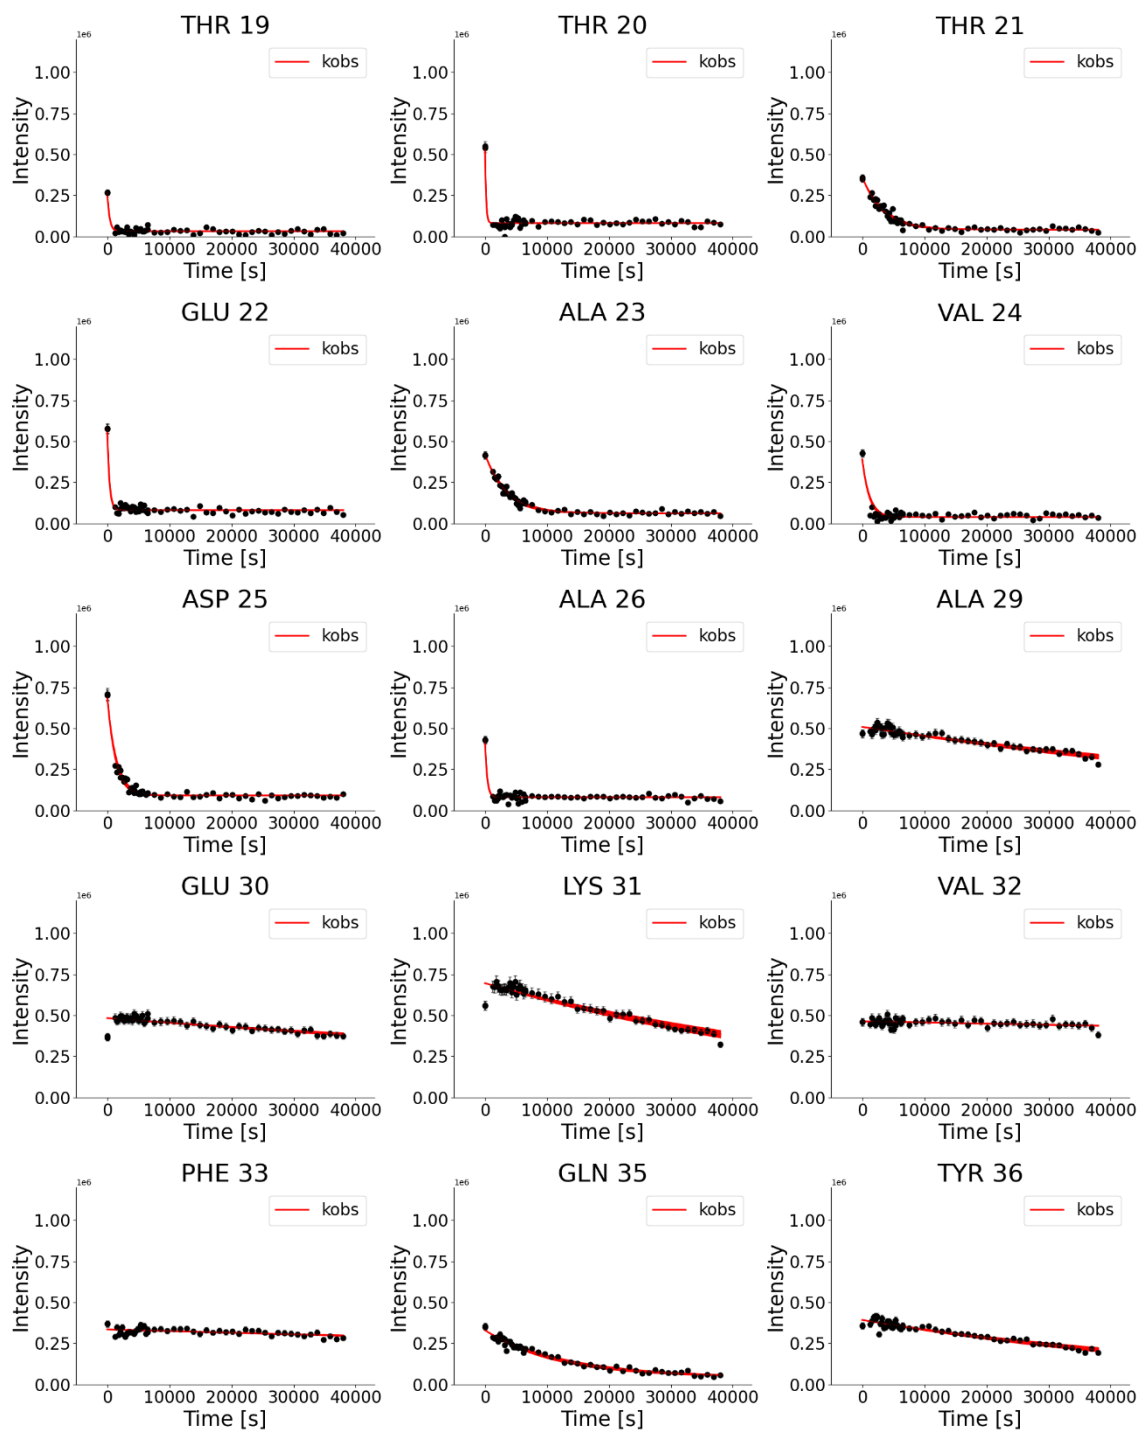 THR 19 THR 20 THR 21
1e6 1e6 1e6
kobs kobs kobs
1.00 1.00 1.00
0.75 0.75 0.75
0.50 0.50 0.50
0.25 0.25 0.25
0.00 0.00 0.00
Intensity Intensity Intensity
0 10000 20000 30000 40000 0 10000 20000 30000 40000 0 10000 20000 30000 40000
Time [s] Time [s] Time [s]
GLU 22 ALA 23 VAL 24
1e6 1e6 1e6
kobs kobs kobs
1.00 1.00 1.00
0.75 0.75 0.75
0.50 0.50 0.50
0.25 0.25 0.25
0.00 0.00 0.00
Intensity Intensity Intensity
0 10000 20000 30000 40000 0 10000 20000 30000 40000 0 10000 20000 30000 40000
Time [s] Time [s] Time [s]
ASP 25 ALA 26 ALA 29
1e6 1e6 1e6
kobs kobs kobs
1.00 1.00 1.00
0.75 0.75 0.75
0.50 0.50 0.50
0.25 0.25 0.25
0.00 0.00 0.00
Intensity Intensity Intensity
0 10000 20000 30000 40000 0 10000 20000 30000 40000 0 10000 20000 30000 40000
Time [s] Time [s] Time [s]
GLU 30 LYS 31 VAL 32
1e6 1e6 1e6
kobs kobs kobs
1.00 1.00 1.00
0.75 0.75 0.75
0.50 0.50 0.50
0.25 0.25 0.25
0.00 0.00 0.00
Intensity Intensity Intensity
0 10000 20000 30000 40000 0 10000 20000 30000 40000 0 10000 20000 30000 40000
Time [s] Time [s] Time [s]
PHE 33 GLN 35 TYR 36
1e6 1e6 1e6
kobs kobs kobs
1.00 1.00 1.00
0.75 0.75 0.75
0.50 0.50 0.50
0.25 0.25 0.25
0.00 0.00 0.00
Intensity Intensity Intensity
0 10000 20000 30000 40000 0 10000 20000 30000 40000 0 10000 20000 30000 40000
Time [s] Time [s] Time [s]